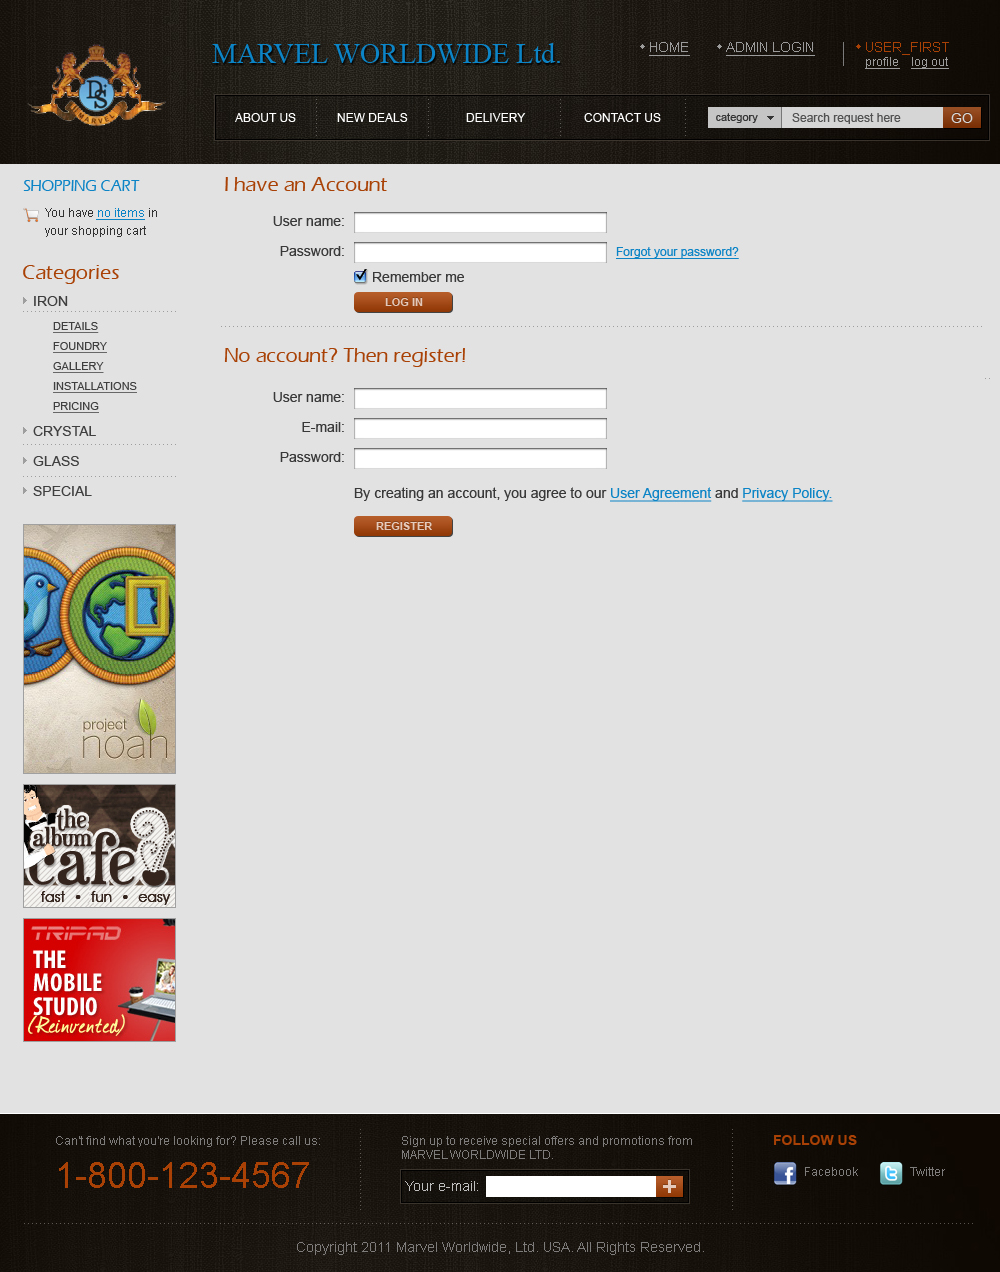 MARVEL WORLDWIDE Ltd.
HOME
ADMIN LOGIN
USER_FIRST
profile log out
DS
MARVEL
ABOUT US
NEW DEALS
DELIVERY
CONTACT US
category
Search request here
GO
SHOPPING CART
You have no items in
your shopping cart
Categories
IRON
DETAILS
FOUNDRY
GALLERY
INSTALLATIONS
PRICING
CRYSTAL
GLASS
SPECIAL
project
noah
the
album
cafe
fast • fun • easy
TRIPAD
THE
MOBILE
STUDIO
(Reinvented)
I have an Account
User name:
Password:
Forgot your password?
Remember me
LOG IN
No account? Then register!
User name:
E-mail:
Password:
By creating an account, you agree to our User Agreement and Privacy Policy.
REGISTER
Can't find what you're looking for? Please call us:
1-800-123-4567
Sign up to receive special offers and promotions from
MARVEL WORLDWIDE LTD.
Your e-mail:
+
FOLLOW US
Facebook
Twitter
Copyright 2011 Marvel Worldwide, Ltd. USA. All Rights Reserved.